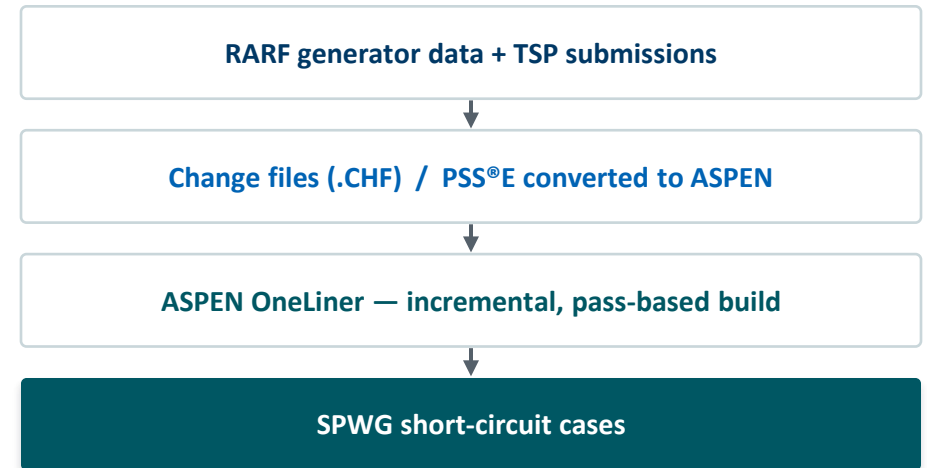 RARF generator data + TSP submissions
Change files (.CHF) / PSS®E converted to ASPEN
ASPEN OneLiner — incremental, pass-based build
SPWG short-circuit cases